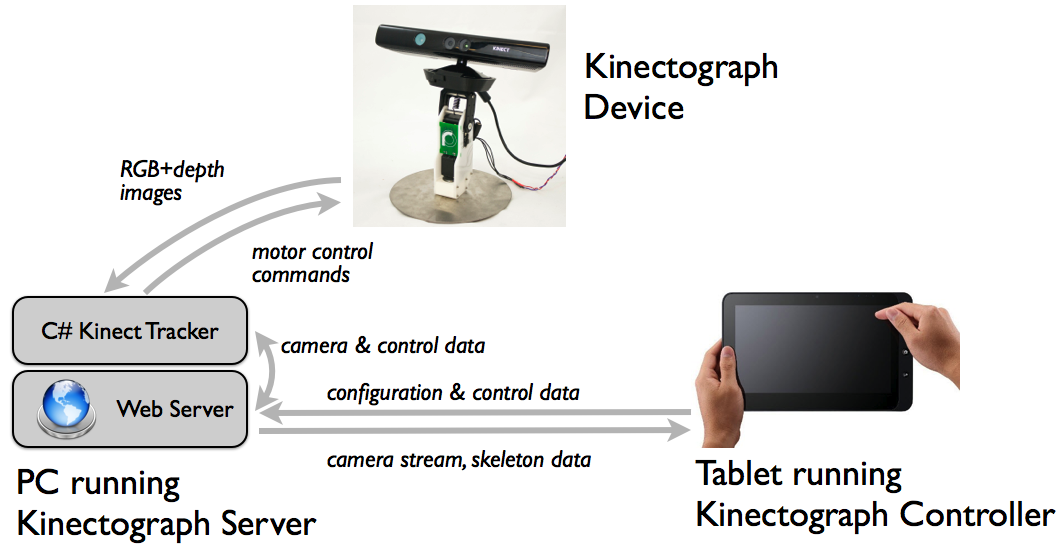 KINECT
Kinectograph
Device
RGB+depth
images
motor control
commands
C# Kinect Tracker
camera & control data
configuration & control data
Web Server
camera stream, skeleton data
PC running
Kinectograph Server
Tablet running
Kinectograph Controller